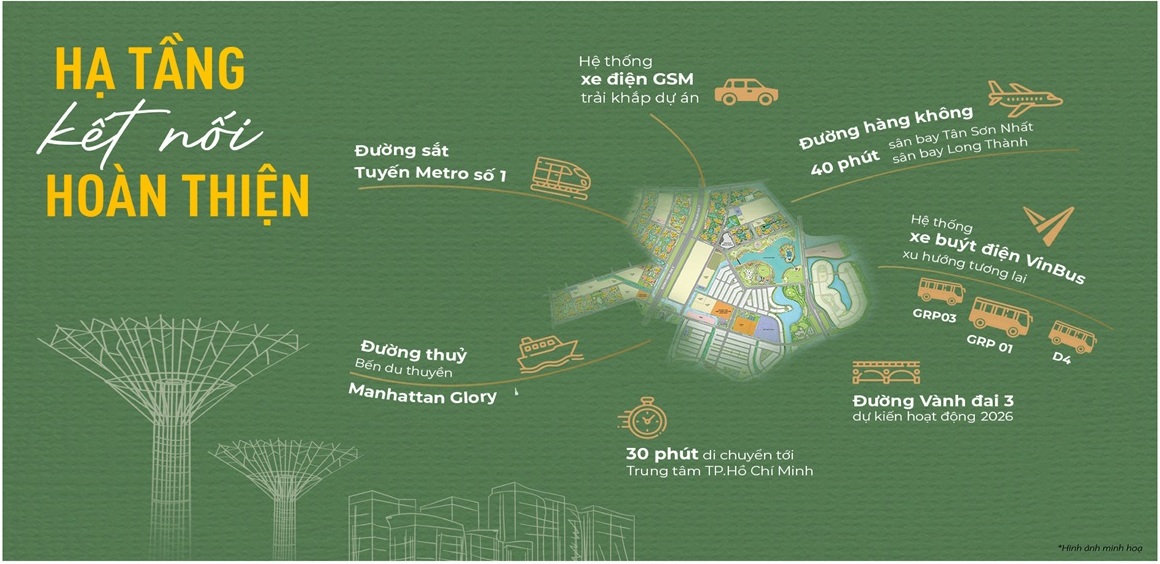 HẠ TẦNG
kết nối
HOÀN THIỆN
Hệ thống
xe điện GSM
trải khắp dự án
Đường hàng không
40 phút sân bay Tân Sơn Nhất
sân bay Long Thành
Đường sắt
Tuyến Metro số 1
Hệ thống
xe buýt điện VinBus
xu hướng tương lai
GRP03
GRP 01
D4
Đường thuỷ
Bến du thuyền
Manhattan Glory
Đường Vành đai 3
dự kiến hoạt động 2026
30 phút di chuyển tới
Trung tâm TP.Hồ Chí Minh
*Hình ảnh minh hoạ